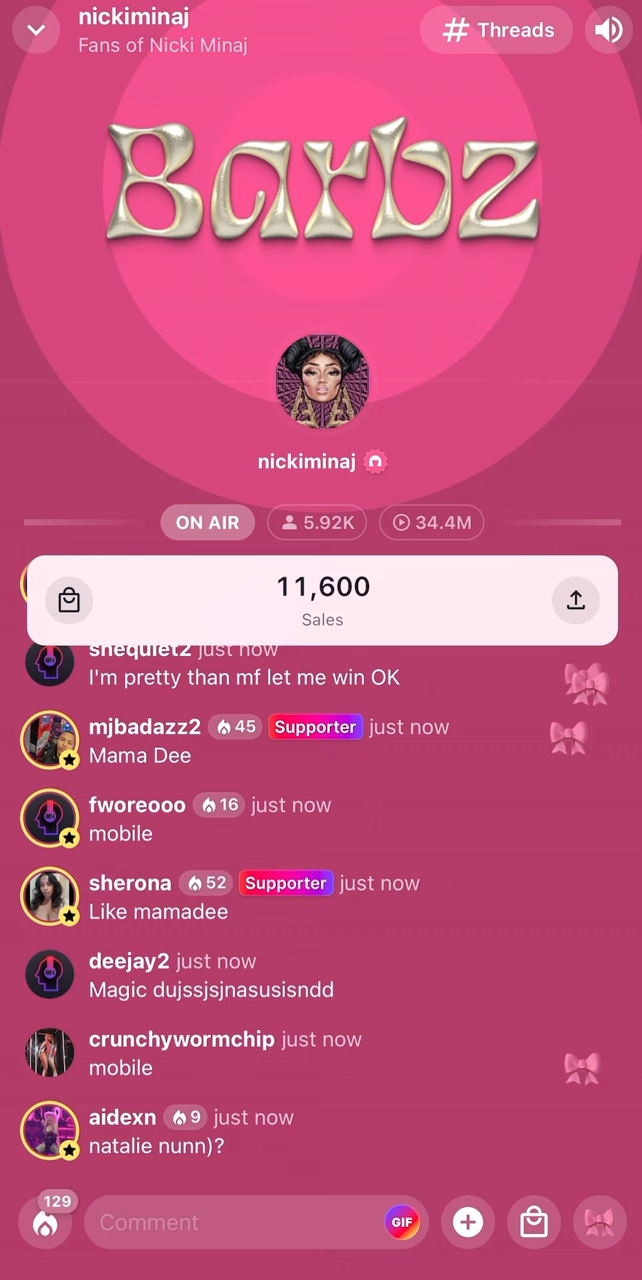 nickiminaj
Fans of Nicki Minaj
# Threads
Barbz
nickiminaj
ON AIR
5.92K
34.4M
11,600
Sales
shequiet2 just now
I'm pretty than mf let me win OK
mjbadazz2 45 Supporter just now
Mama Dee
fworeooo 16 just now
mobile
sherona 52 Supporter just now
Like mamadee
deejay2 just now
Magic dujssjsjnasusisndd
crunchywormchip just now
mobile
aidexn 9 just now
natalie nunn)?
129
Comment
GIF